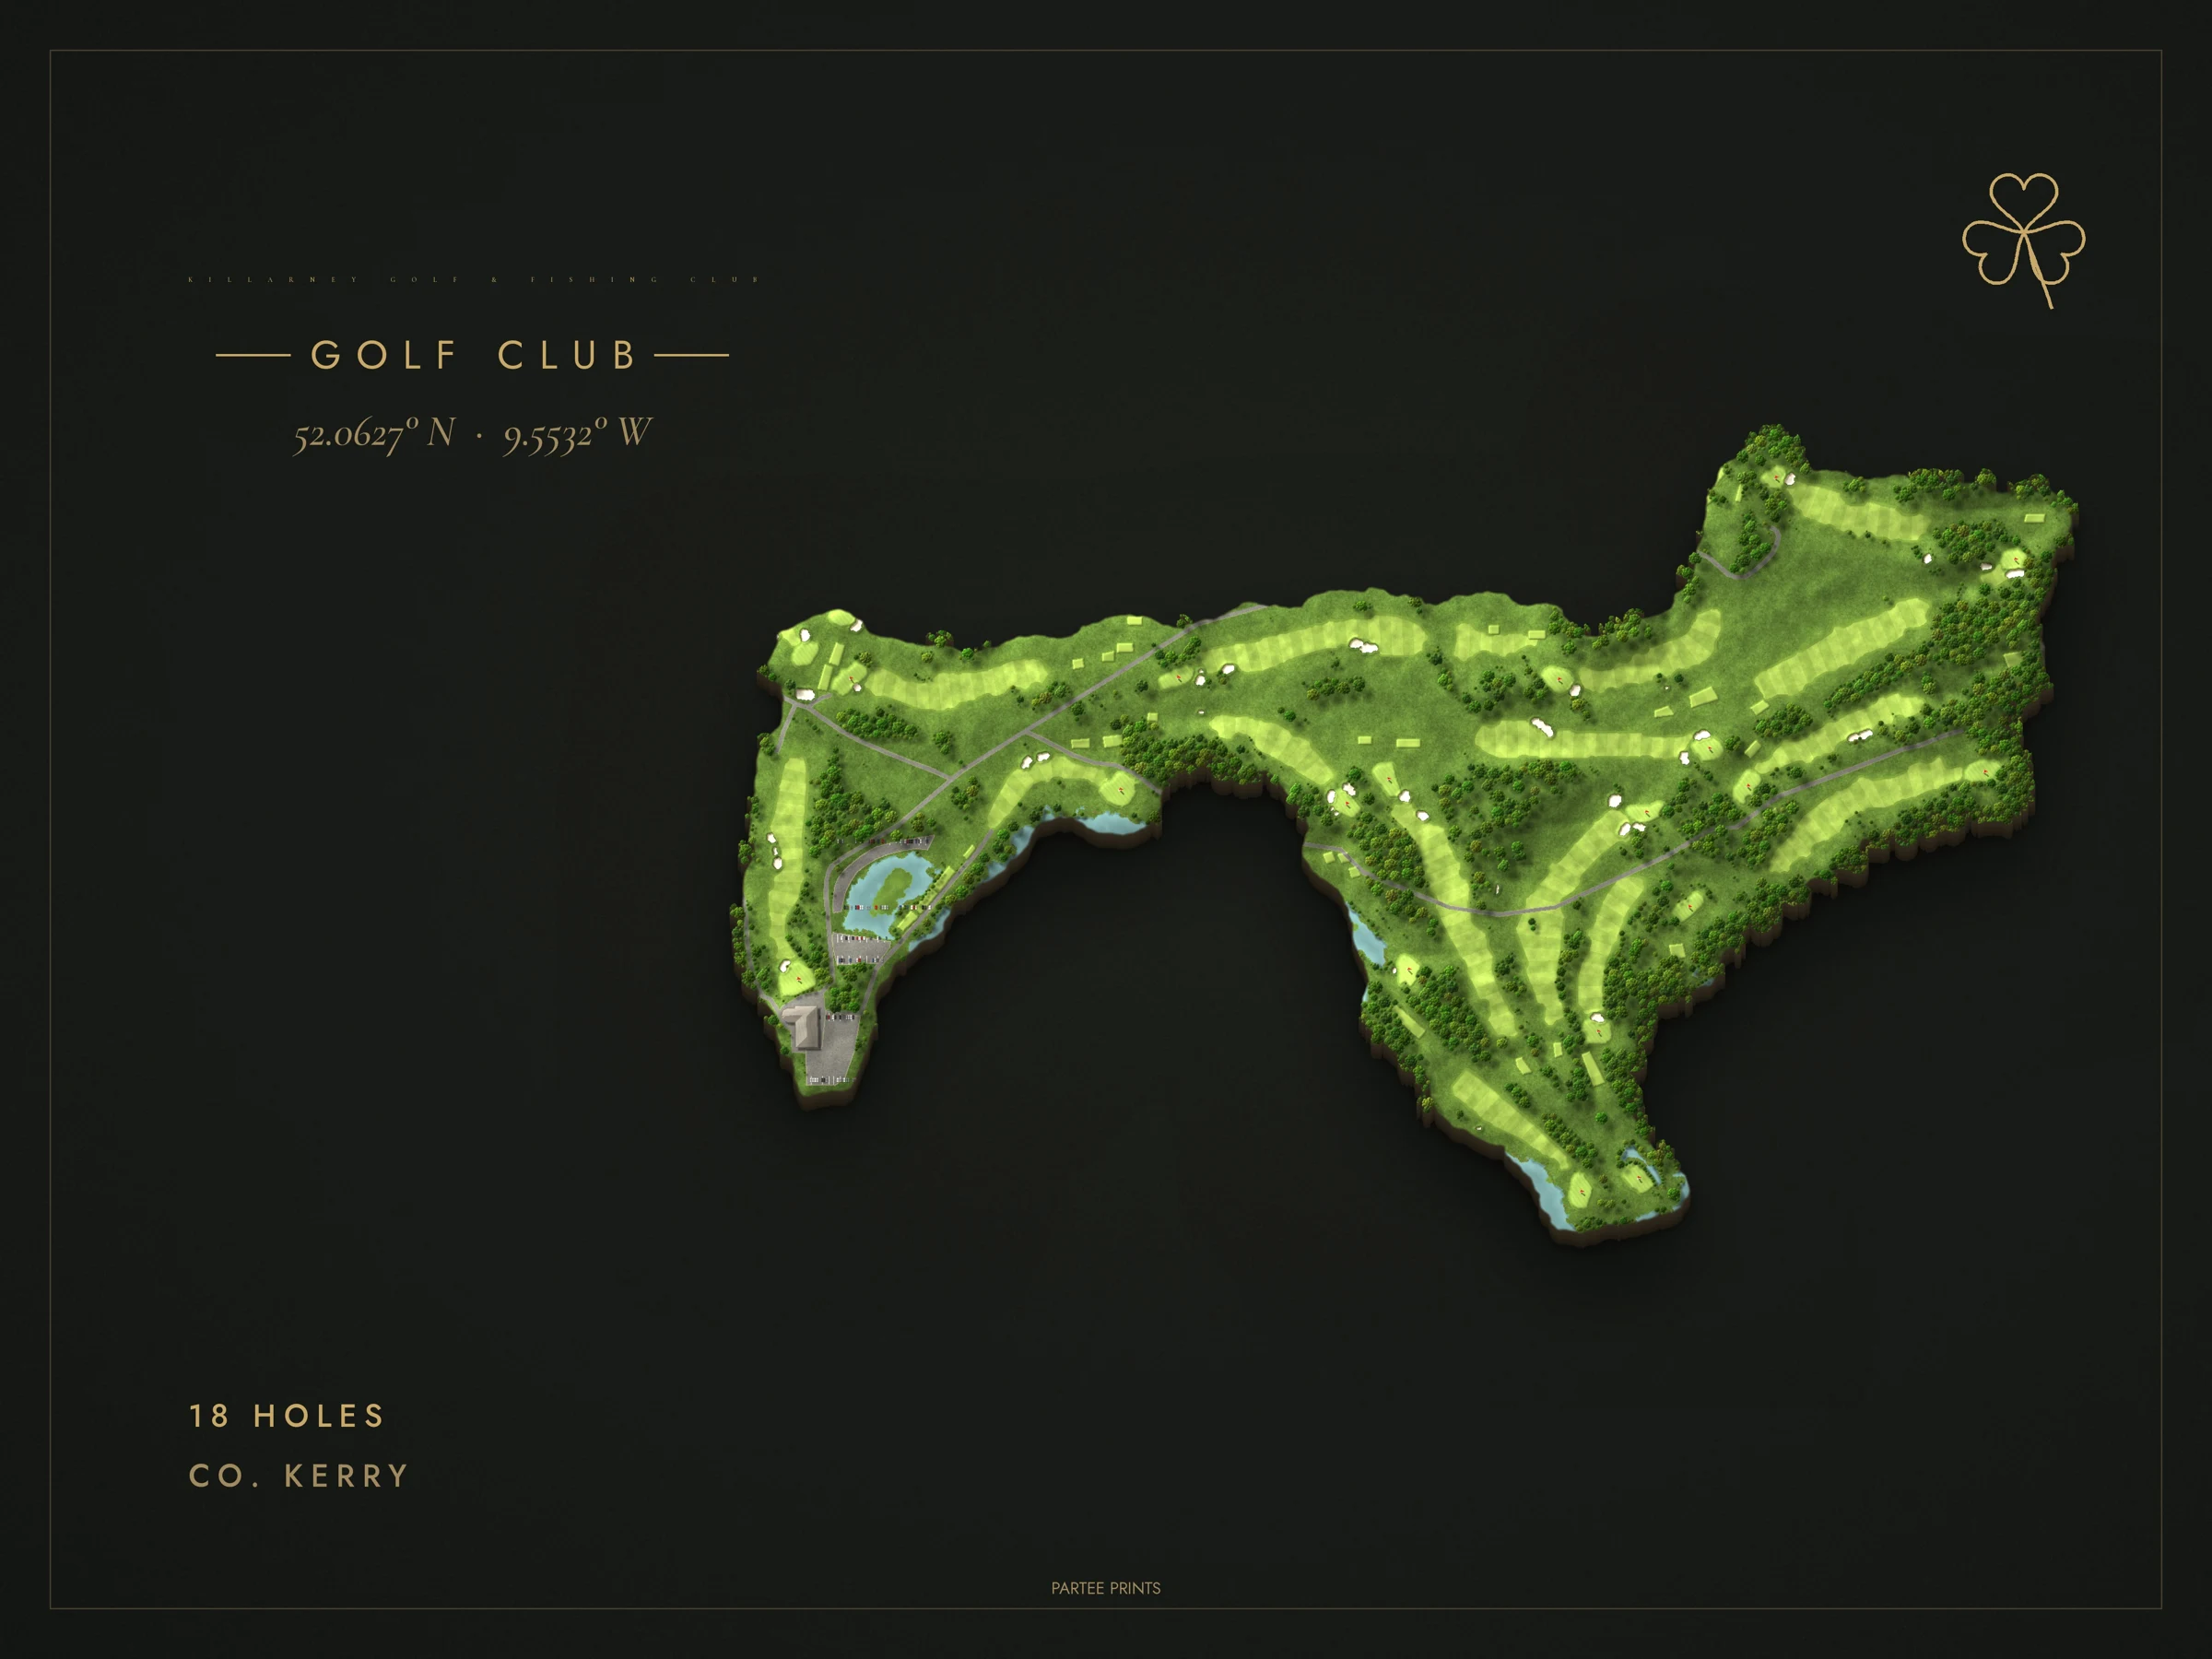 KILLARNEY GOLF & FISHING CLUB
GOLF CLUB
52.0627° N · 9.5532° W
18 HOLES
CO. KERRY
PARTEE PRINTS